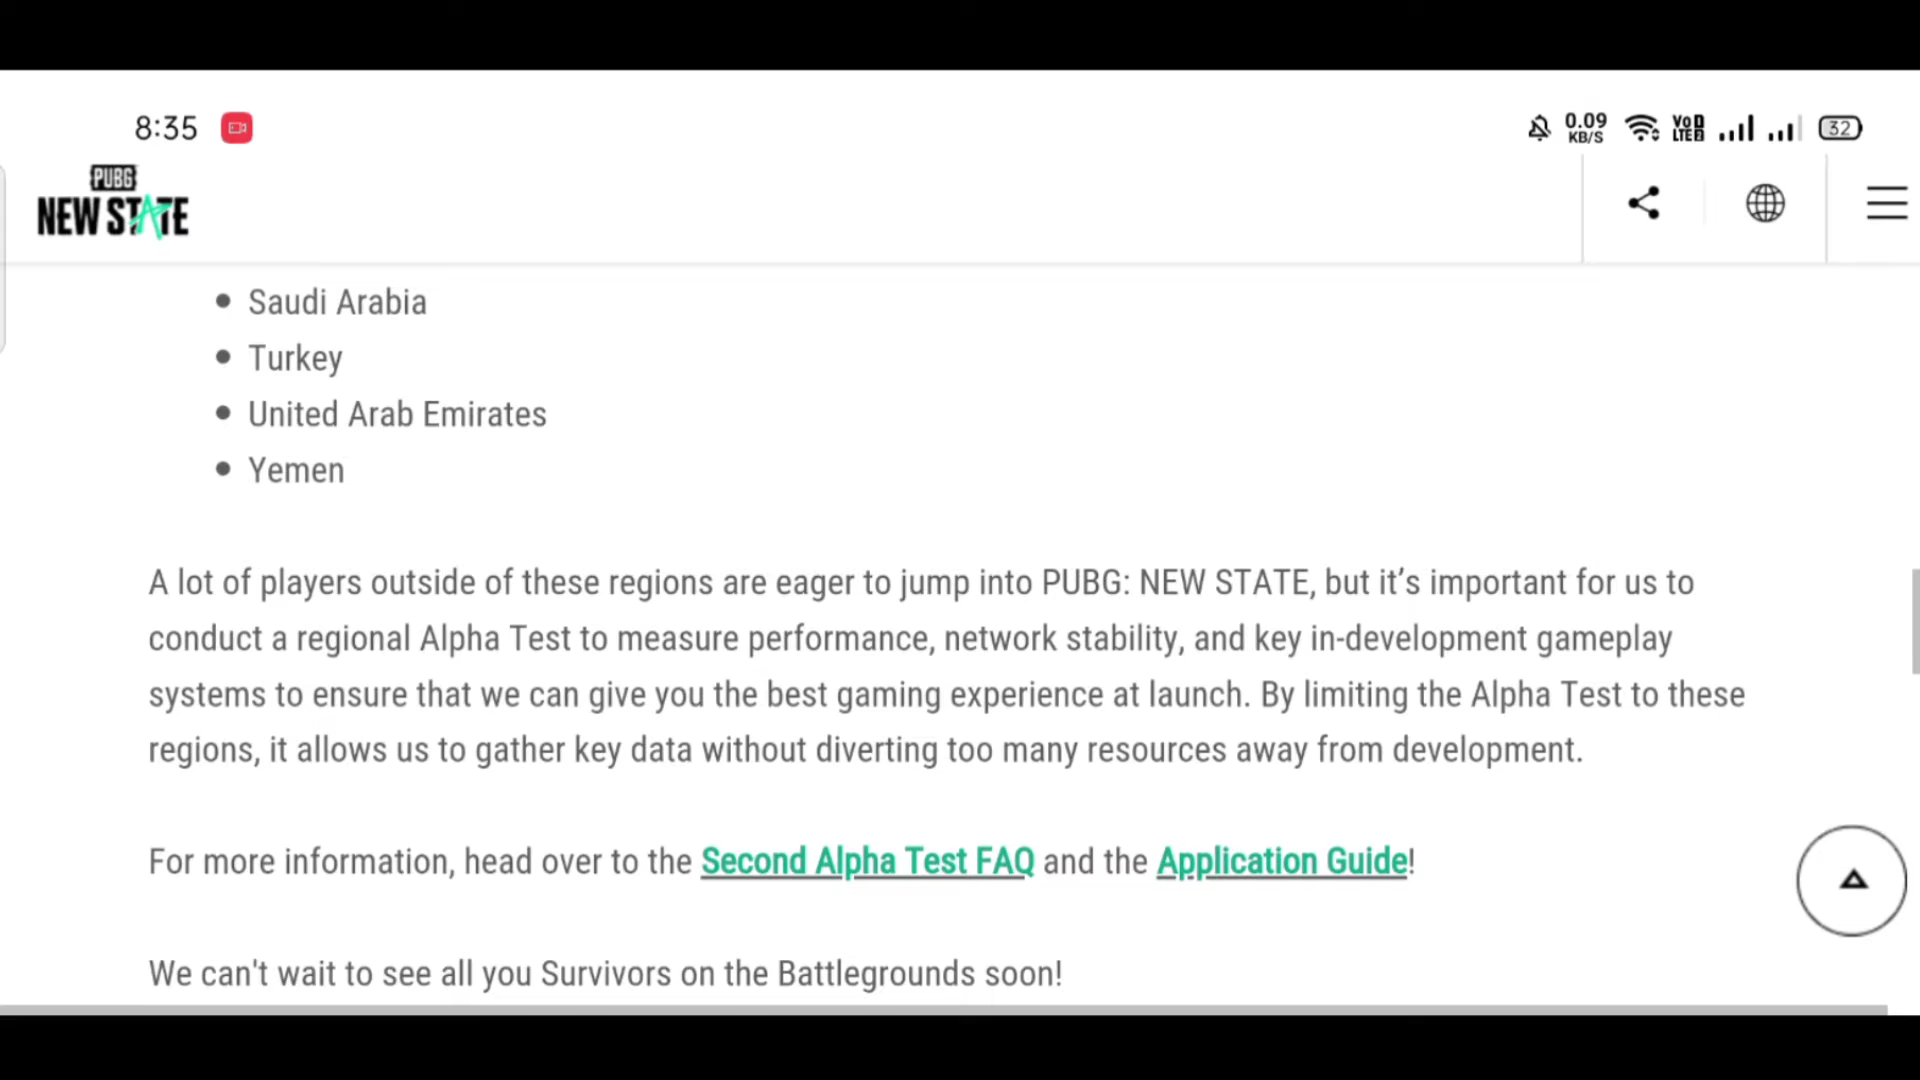 8:35
0.09
KB/S
Vo
LTE 2
32
PUBG
NEW STATE
Saudi Arabia
Turkey
United Arab Emirates
Yemen
A lot of players outside of these regions are eager to jump into PUBG: NEW STATE, but it’s important for us to
conduct a regional Alpha Test to measure performance, network stability, and key in-development gameplay
systems to ensure that we can give you the best gaming experience at launch. By limiting the Alpha Test to these
regions, it allows us to gather key data without diverting too many resources away from development.
For more information, head over to the Second Alpha Test FAQ and the Application Guide!
We can't wait to see all you Survivors on the Battlegrounds soon!